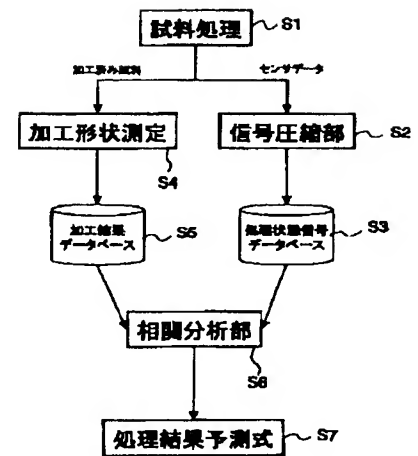 試料処理
S1
加工済み試料
センサデータ
加工形状測定
信号圧縮部
S2
S4
加工結果
データベース
S5
処理状態信号
データベース
S3
相関分析部
S6
処理結果予測式
S7